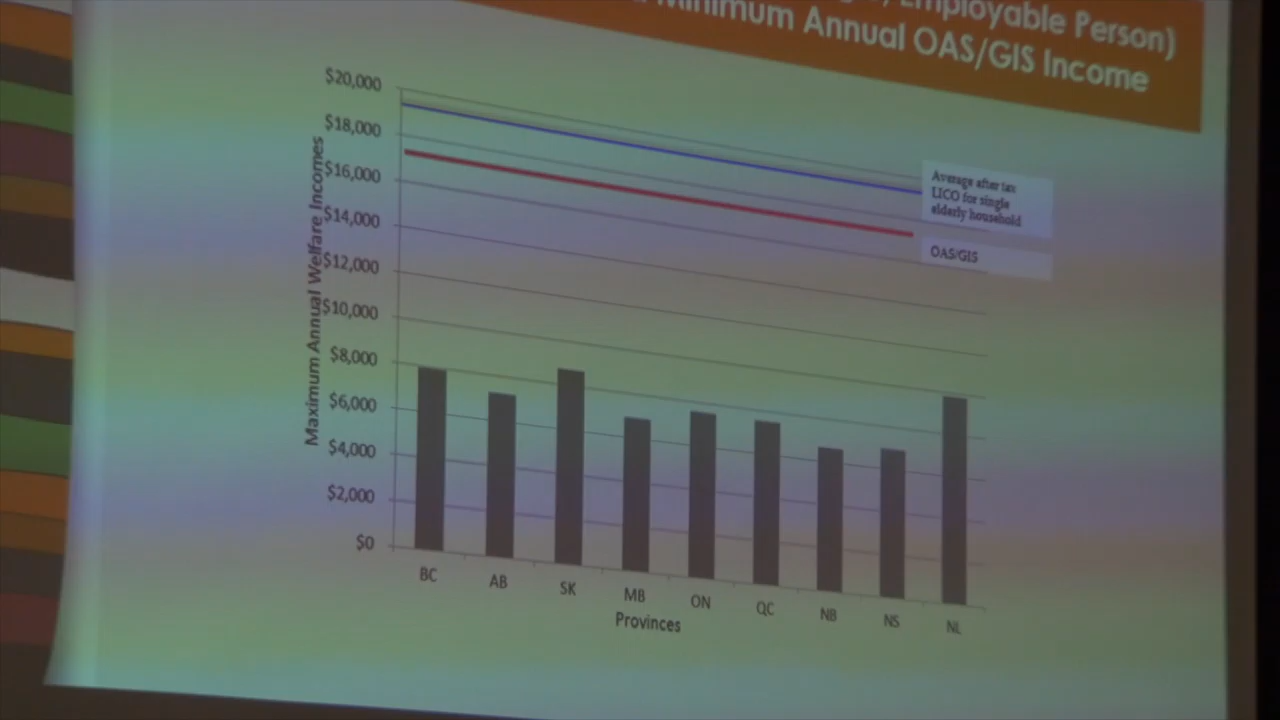 Employable Person)
Minimum Annual OAS/GIS Income
$20,000
$18,000
$16,000
$14,000
$12,000
$10,000
$8,000
$6,000
$4,000
$2,000
$0
Maximum Annual Welfare Incomes
Average after tax
LICO for single
elderly household
OAS/GIS
BC AB SK MB ON QC NB NS NL
Provinces